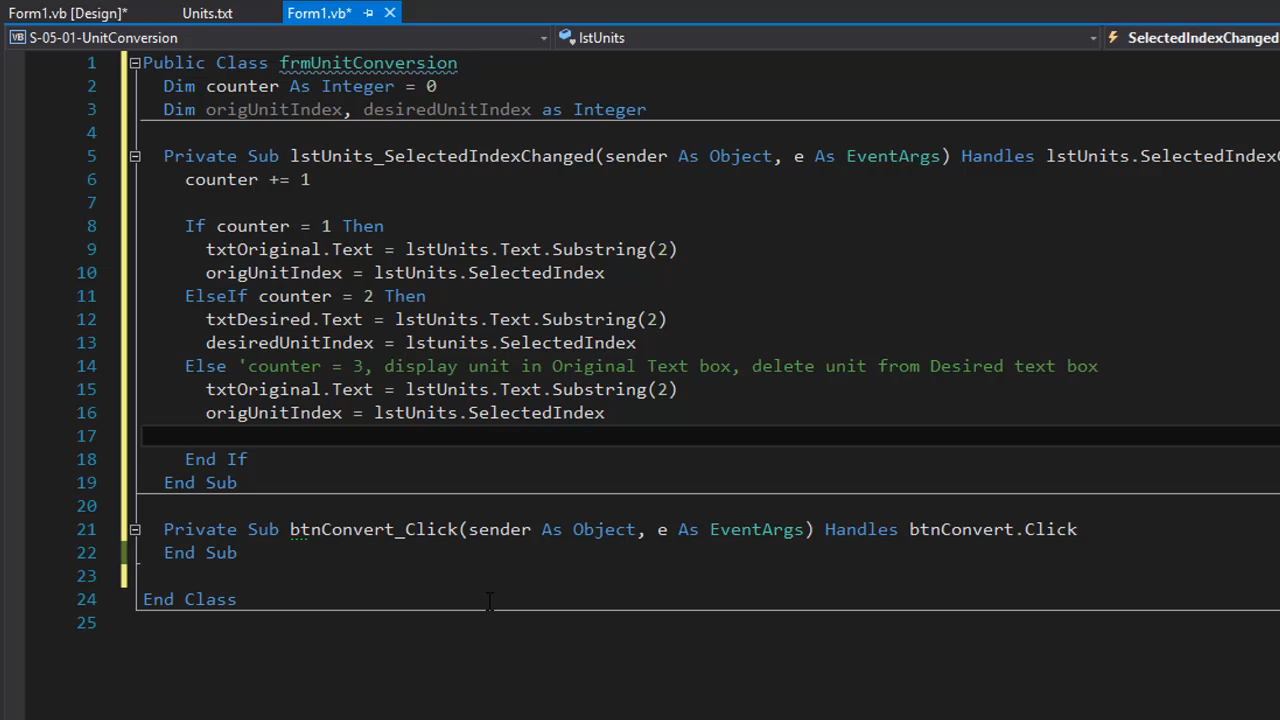 Form1.vb [Design]* Units.txt Form1.vb*
VB S-05-01-UnitConversion lstUnits SelectedIndexChanged
1 Public Class frmUnitConversion
2 Dim counter As Integer = 0
3 Dim origUnitIndex, desiredUnitIndex as Integer
4
5 Private Sub lstUnits_SelectedIndexChanged(sender As Object, e As EventArgs) Handles lstUnits.SelectedIndexC
6 counter += 1
7
8 If counter = 1 Then
9 txtOriginal.Text = lstUnits.Text.Substring(2)
10 origUnitIndex = lstUnits.SelectedIndex
11 ElseIf counter = 2 Then
12 txtDesired.Text = lstUnits.Text.Substring(2)
13 desiredUnitIndex = lstunits.SelectedIndex
14 Else 'counter = 3, display unit in Original Text box, delete unit from Desired text box
15 txtOriginal.Text = lstUnits.Text.Substring(2)
16 origUnitIndex = lstUnits.SelectedIndex
17
18 End If
19 End Sub
20
21 Private Sub btnConvert_Click(sender As Object, e As EventArgs) Handles btnConvert.Click
22 End Sub
23
24 End Class
25